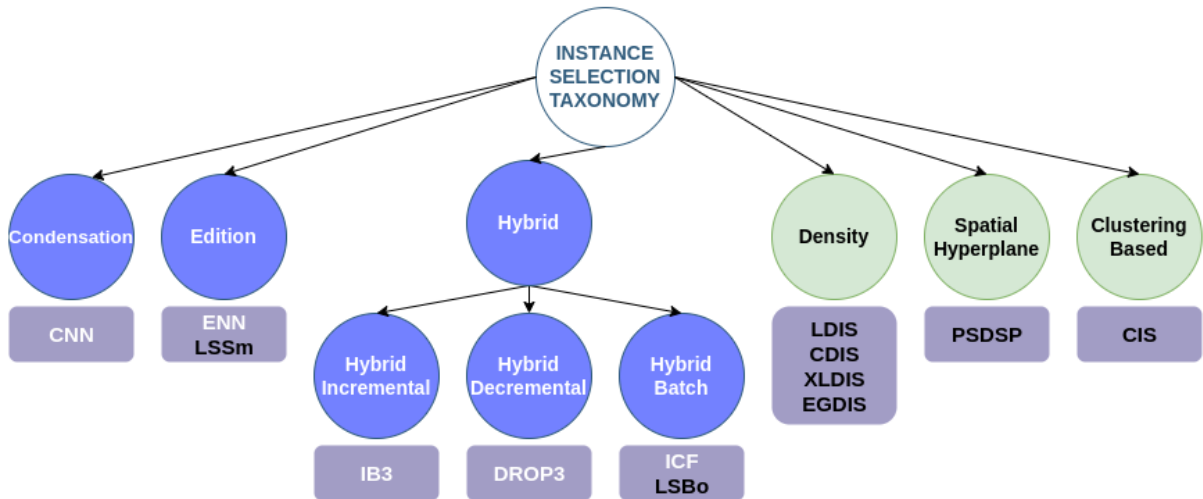 INSTANCE
SELECTION
TAXONOMY
Condensation
Edition
Hybrid
Density
Spatial
Hyperplane
Clustering
Based
CNN
ENN
LSSm
LDIS
CDIS
XLDIS
EGDIS
PSDSP
CIS
Hybrid
Incremental
Hybrid
Decremental
Hybrid
Batch
IB3
DROP3
ICF
LSBo